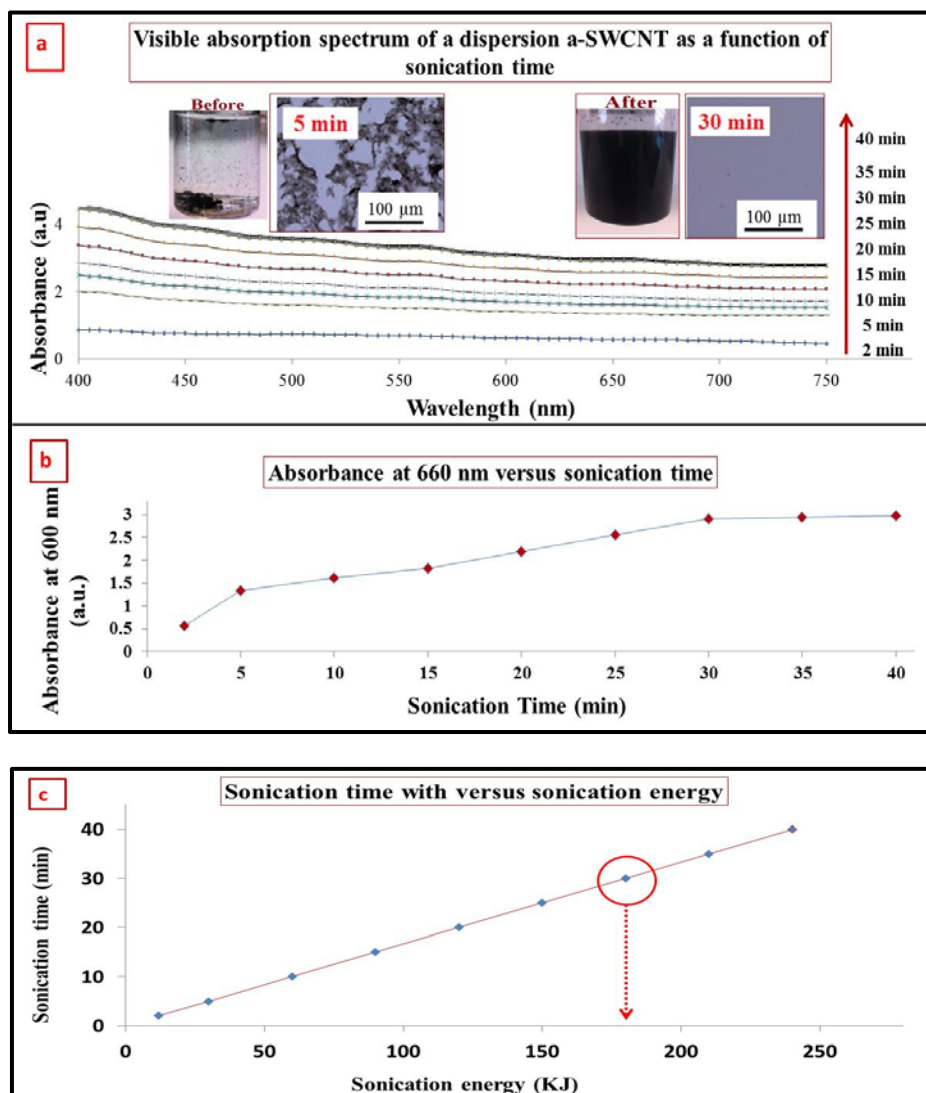 a
Visible absorption spectrum of a dispersion a-SWCNT as a function of
sonication time
Before
5 min
100 µm
After
30 min
100 µm
40 min
35 min
30 min
25 min
20 min
15 min
10 min
5 min
2 min
Absorbance (a.u)
4
2
0
400 450 500 550 600 650 700 750
Wavelength (nm)
b
Absorbance at 660 nm versus sonication time
Absorbance at 600 nm
(a.u.)
3
2.5
2
1.5
1
0.5
0
0 5 10 15 20 25 30 35 40
Sonication Time (min)
c
Sonication time with versus sonication energy
Sonication time (min)
40
30
20
10
0
0 50 100 150 200 250
Sonication energy (KJ)